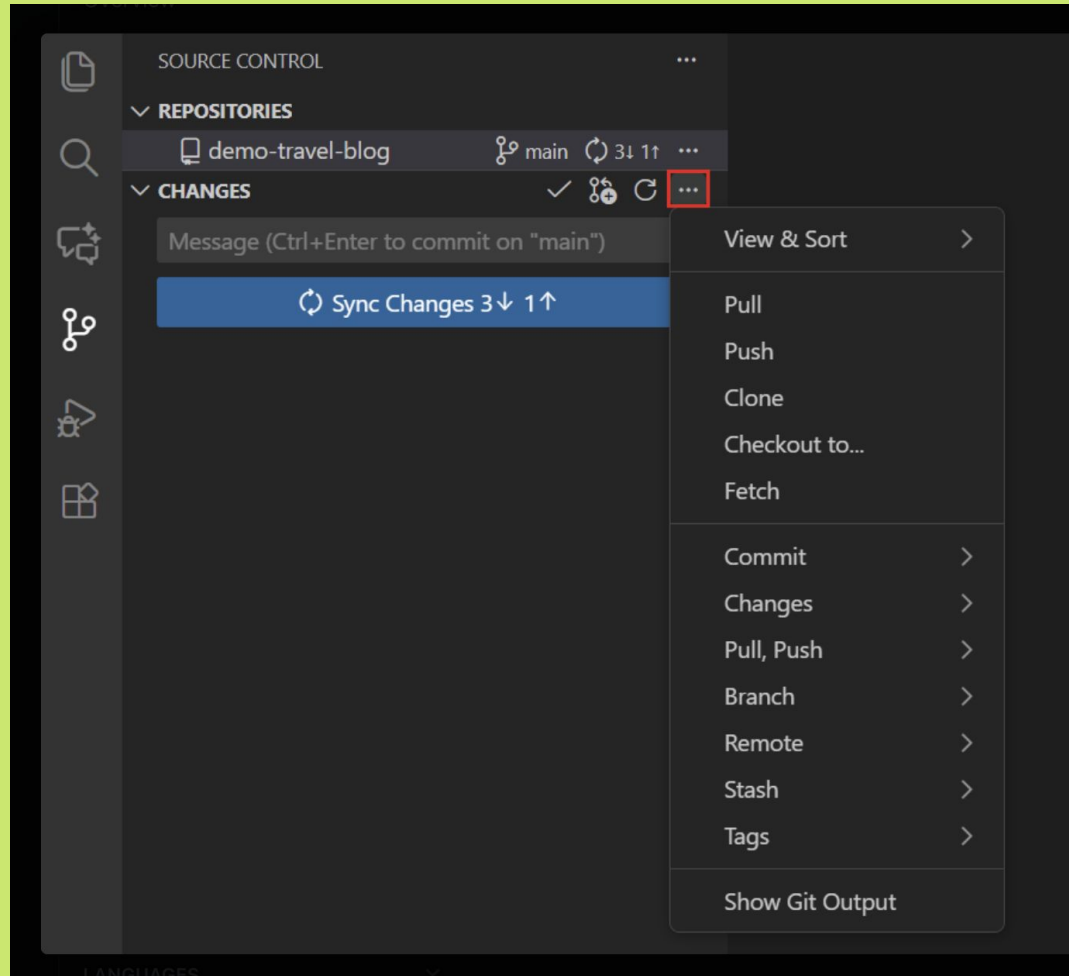 SOURCE CONTROL
REPOSITORIES
demo-travel-blog main 3↓ 1↑
CHANGES
Message (Ctrl+Enter to commit on "main")
Sync Changes 3↓ 1↑
View & Sort
Pull
Push
Clone
Checkout to...
Fetch
Commit
Changes
Pull, Push
Branch
Remote
Stash
Tags
Show Git Output
LANGUAGES